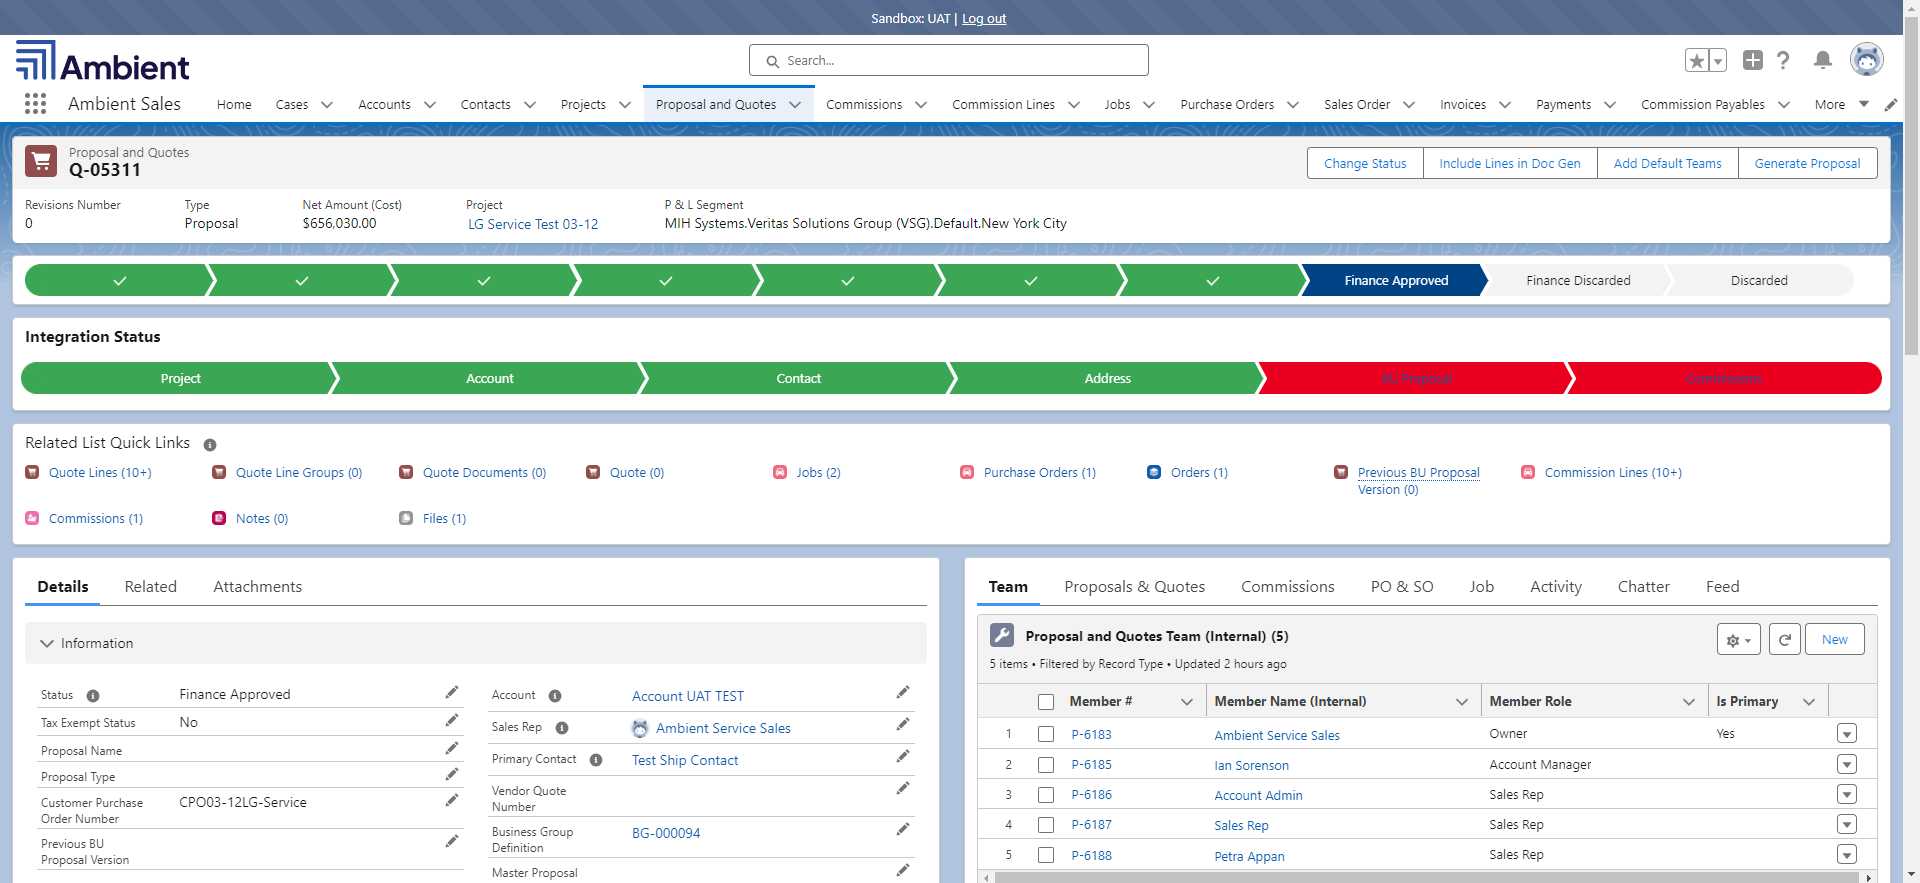 Sandbox: UAT | Log out
Ambient
Search...
Ambient Sales
Home
Cases
Accounts
Contacts
Projects
Proposal and Quotes
Commissions
Commission Lines
Jobs
Purchase Orders
Sales Order
Invoices
Payments
Commission Payables
More
Proposal and Quotes
Q-05311
Change Status
Include Lines in Doc Gen
Add Default Teams
Generate Proposal
Revisions Number
0
Type
Proposal
Net Amount (Cost)
$656,030.00
Project
LG Service Test 03-12
P & L Segment
MIH Systems.Veritas Solutions Group (VSG).Default.New York City
Finance Approved
Finance Discarded
Discarded
Integration Status
Project
Account
Contact
Address
BU Proposal
Commissions
Related List Quick Links
Quote Lines (10+)
Quote Line Groups (0)
Quote Documents (0)
Quote (0)
Jobs (2)
Purchase Orders (1)
Orders (1)
Previous BU Proposal
Version (0)
Commission Lines (10+)
Commissions (1)
Notes (0)
Files (1)
Details
Related
Attachments
Information
Status
Finance Approved
Tax Exempt Status
No
Proposal Name
Proposal Type
Customer Purchase
Order Number
CPO03-12LG-Service
Previous BU
Proposal Version
Account
Account UAT TEST
Sales Rep
Ambient Service Sales
Primary Contact
Test Ship Contact
Vendor Quote
Number
Business Group
Definition
BG-000094
Master Proposal
Team
Proposals & Quotes
Commissions
PO & SO
Job
Activity
Chatter
Feed
Proposal and Quotes Team (Internal) (5)
5 items • Filtered by Record Type • Updated 2 hours ago
New
Member #
Member Name (Internal)
Member Role
Is Primary
1 P-6183 Ambient Service Sales Owner Yes
2 P-6185 Ian Sorenson Account Manager
3 P-6186 Account Admin Sales Rep
4 P-6187 Sales Rep Sales Rep
5 P-6188 Petra Appan Sales Rep